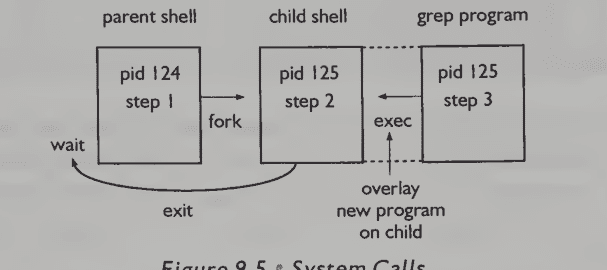 parent shell
child shell
grep program
pid 124
step 1
fork
pid 125
step 2
pid 125
step 3
exec
wait
exit
overlay
new program
on child
Figure 9.5 • System Calls